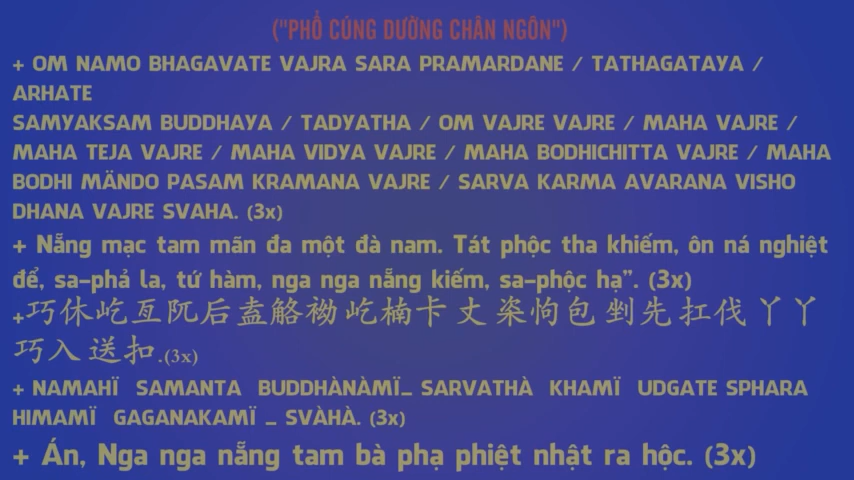 ("PHỔ CÚNG DƯỜNG CHÂN NGÔN")
+ OM NAMO BHAGAVATE VAJRA SARA PRAMARDANE / TATHAGATAYA /
ARHATE
SAMYAKSAM BUDDHAYA / TADYATHA / OM VAJRE VAJRE / MAHA VAJRE /
MAHA TEJA VAJRE / MAHA VIDYA VAJRE / MAHA BODHICHITTA VAJRE / MAHA
BODHI MÄNDO PASAM KRAMANA VAJRE / SARVA KARMA AVARANA VISHO
DHANA VAJRE SVAHA. (3x)
+ Nẵng mạc tam mãn đa một đà nam. Tát phộc tha khiếm, ôn ná nghiệt
để, sa-phả la, tứ hàm, nga nga nẵng kiếm, sa-phộc hạ”. (3x)
+巧休屹亙阢后盍觡袎屹楠卡丈桼怐包剉先扛伐丫丫
巧入送扣.(3x)
+ NAMAHÏ SAMANTA BUDDHÀNÀMÏ_ SARVATHÀ KHAMÏ UDGATE SPHARA
HIMAMÏ GAGANAKAMÏ _ SVÀHÀ. (3x)
+ Án, Nga nga nẵng tam bà phạ phiệt nhật ra hộc. (3x)